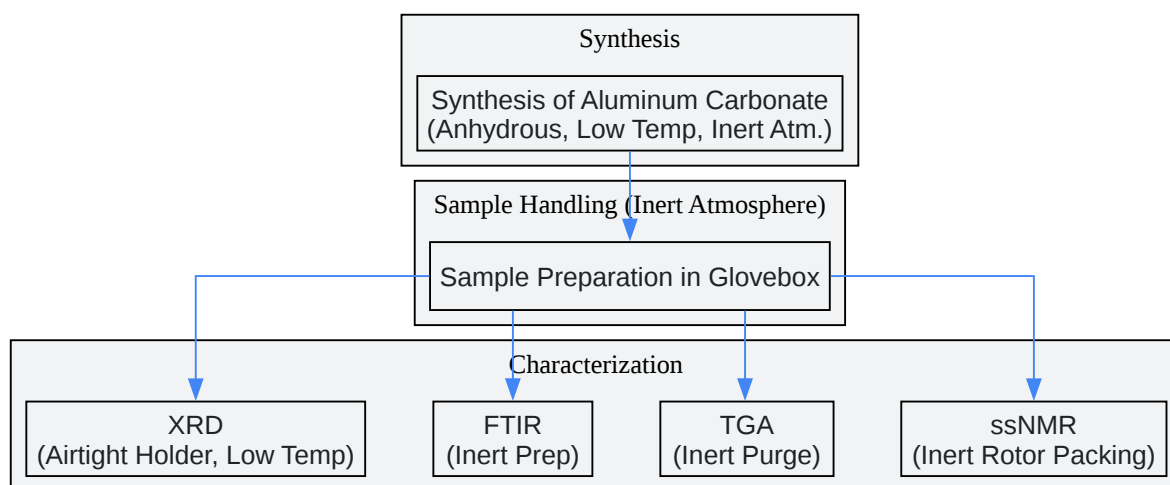 Synthesis
Synthesis of Aluminum Carbonate
(Anhydrous, Low Temp, Inert Atm.)
Sample Handling (Inert Atmosphere)
Sample Preparation in Glovebox
Characterization
XRD
(Airtight Holder, Low Temp)
FTIR
(Inert Prep)
TGA
(Inert Purge)
ssNMR
(Inert Rotor Packing)